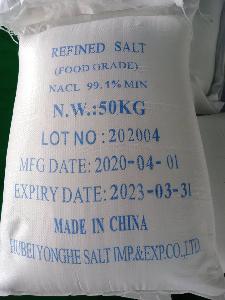 REFINED SALT
(FOOD GRADE)
NACL 99.1% MIN
N.W.:50KG
LOT NO: 202004
MFG DATE: 2020-04-01
EXPIRY DATE: 2023-03-31
MADE IN CHINA
HUBEI YONGHE SALT IMP.&EXP.CO.,LTD